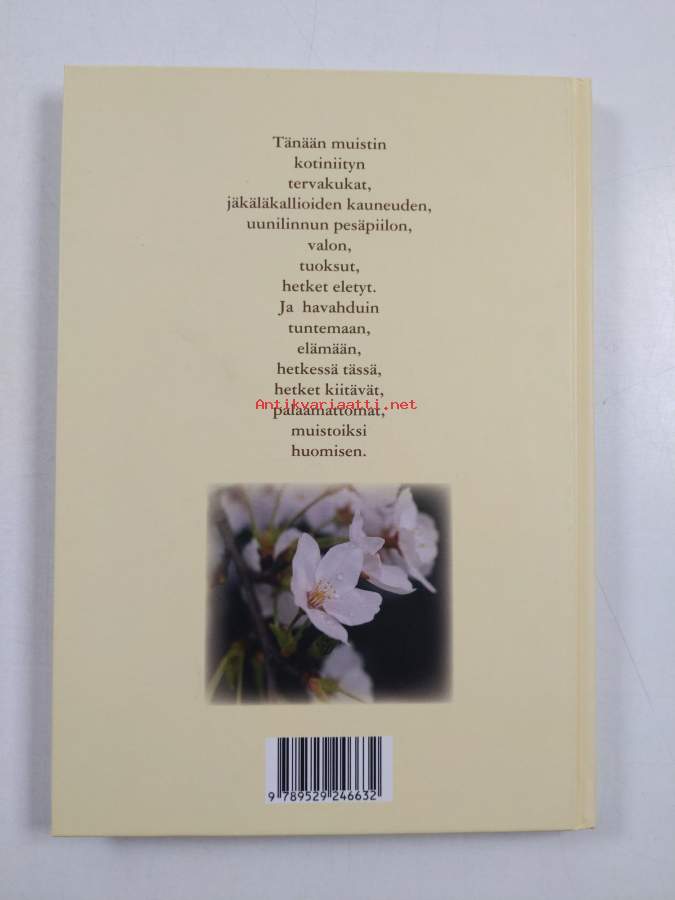 Tänään muistin
kotiniityn
tervakukat,
jäkäläkallioiden kauneuden,
uunilinnun pesäpiilon,
valon,
tuoksut,
hetket eletyt.
Ja havahduin
tuntemaan,
elämään,
hetkessä tässä,
hetket kiitävät,
Antikvariaatti.net
palaamattomat,
muistoiksi
huomisen.
9 789529 246632